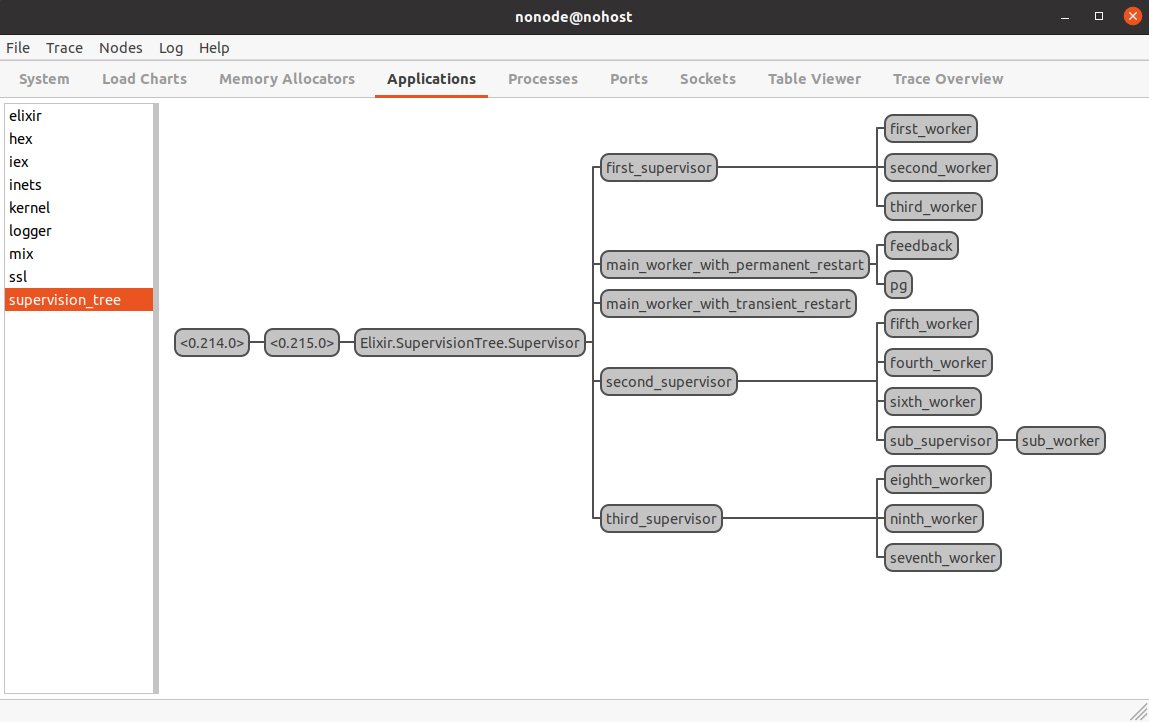 nonode@nohost
File Trace Nodes Log Help
System Load Charts Memory Allocators Applications Processes Ports Sockets Table Viewer Trace Overview
elixir
hex
iex
inets
kernel
logger
mix
ssl
supervision_tree
<0.214.0>
<0.215.0>
Elixir.SupervisionTree.Supervisor
first_supervisor
first_worker
second_worker
third_worker
main_worker_with_permanent_restart
feedback
pg
main_worker_with_transient_restart
second_supervisor
fifth_worker
fourth_worker
sixth_worker
sub_supervisor
sub_worker
third_supervisor
eighth_worker
ninth_worker
seventh_worker